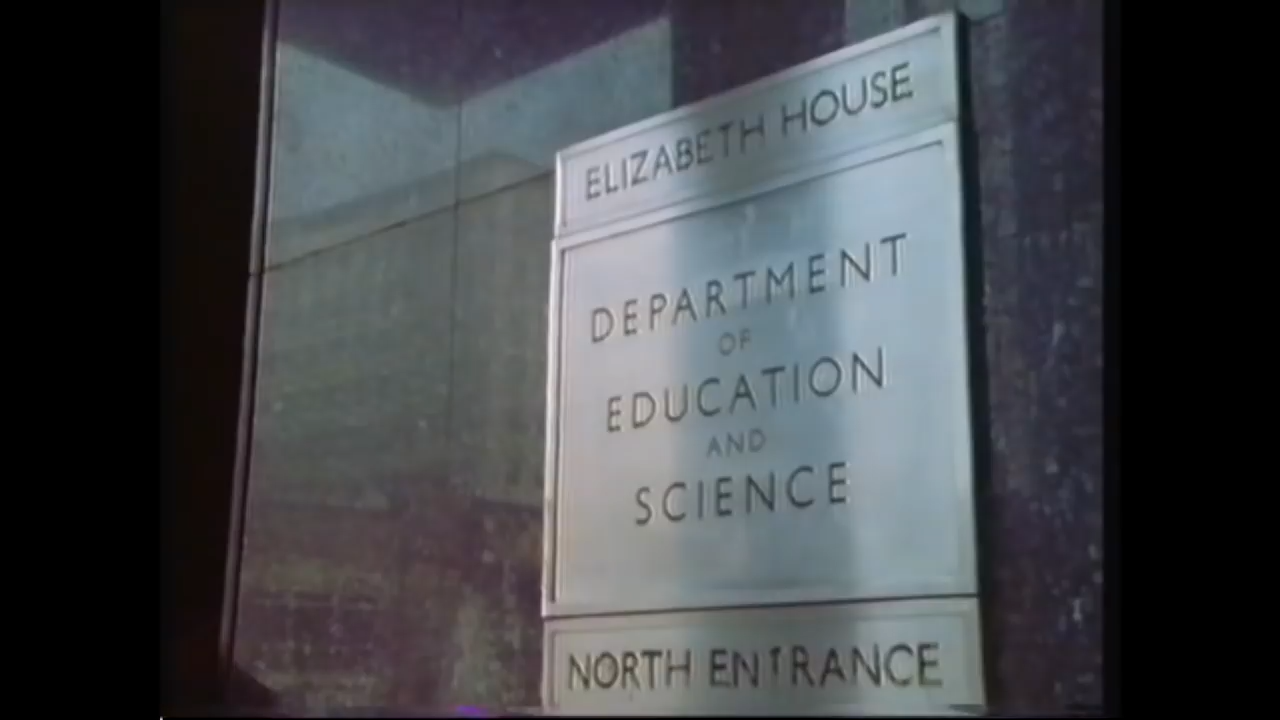 ELIZABETH HOUSE
DEPARTMENT
OF
EDUCATION
AND
SCIENCE
NORTH ENTRANCE